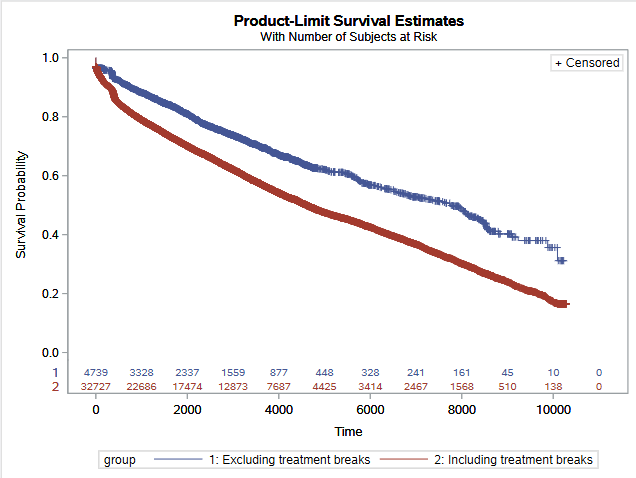 Product-Limit Survival Estimates
With Number of Subjects at Risk
+ Censored
1.0
0.8
0.6
0.4
0.2
0.0
Survival Probability
1 4739 3328 2337 1559 877 448 328 241 161 45 10 0
2 32727 22686 17474 12873 7687 4425 3414 2467 1568 510 138 0
0 2000 4000 6000 8000 10000
Time
group 1: Excluding treatment breaks 2: Including treatment breaks